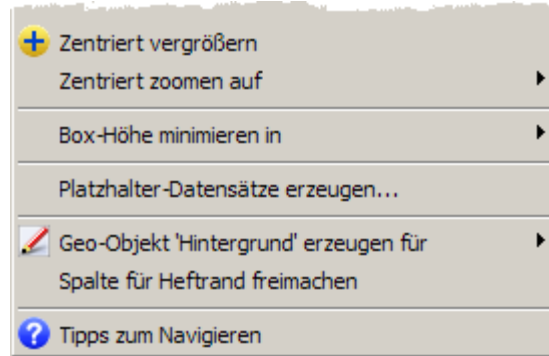 Zentriert vergrößern
Zentriert zoomen auf
Box-Höhe minimieren in
Platzhalter-Datensätze erzeugen...
Geo-Objekt 'Hintergrund' erzeugen für
Spalte für Heftrand freimachen
Tipps zum Navigieren